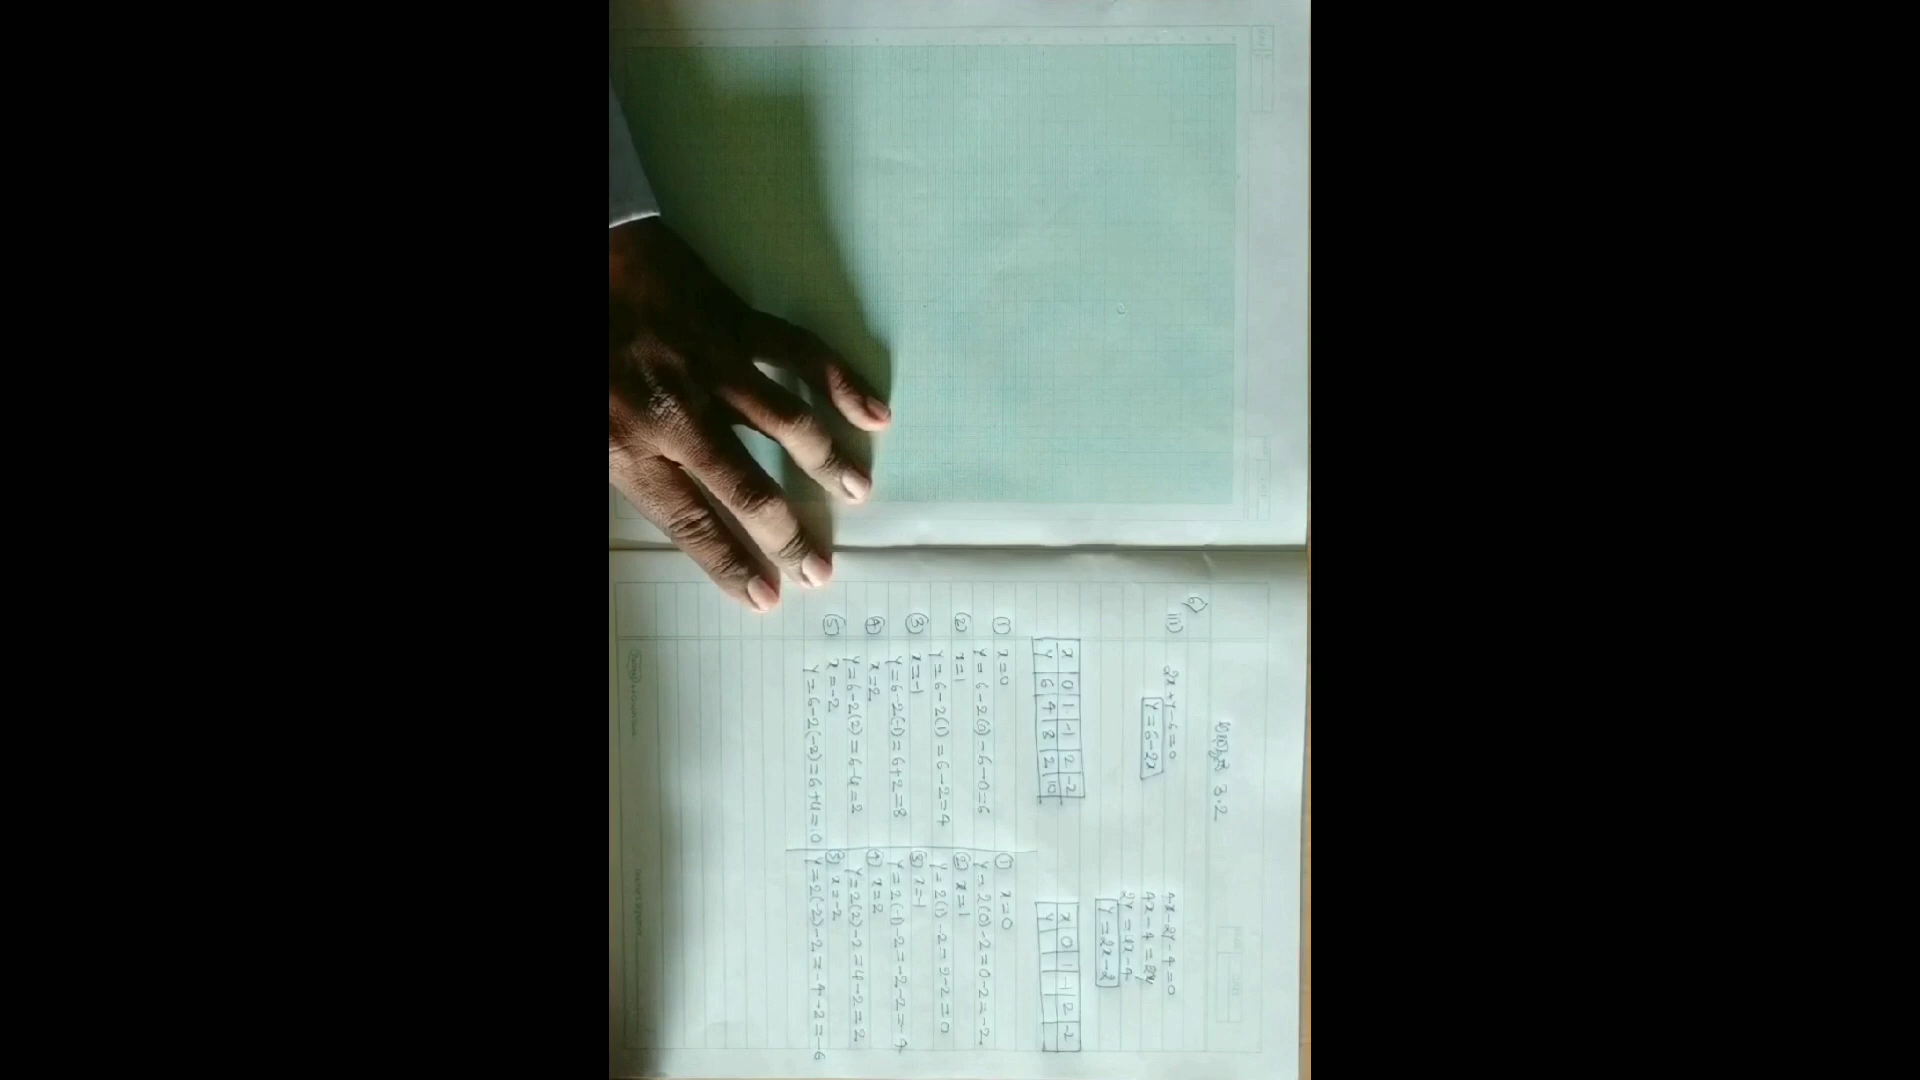 3.2
6)
iii) 2x+y-6=0
y=6-2x
4x-2y-4=0
4x-4=2y
2y=4x-4
y=2x-2
x 0 1 -1 2 -2
y 6 4 8 2 10
x 0 1 -1 2 -2
y
① x=0
y=6-2(0)=6-0=6
② x=1
y=6-2(1)=6-2=4
③ x=-1
y=6-2(-1)=6+2=8
④ x=2
y=6-2(2)=6-4=2
⑤ x=-2
y=6-2(-2)=6+4=10
① x=0
y=2(0)-2=0-2=-2
② x=1
y=2(1)-2=2-2=0
③ x=-1
y=2(-1)-2=-2-2=-4
④ x=2
y=2(2)-2=4-2=2
⑤ x=-2
y=2(-2)-2=-4-2=-6